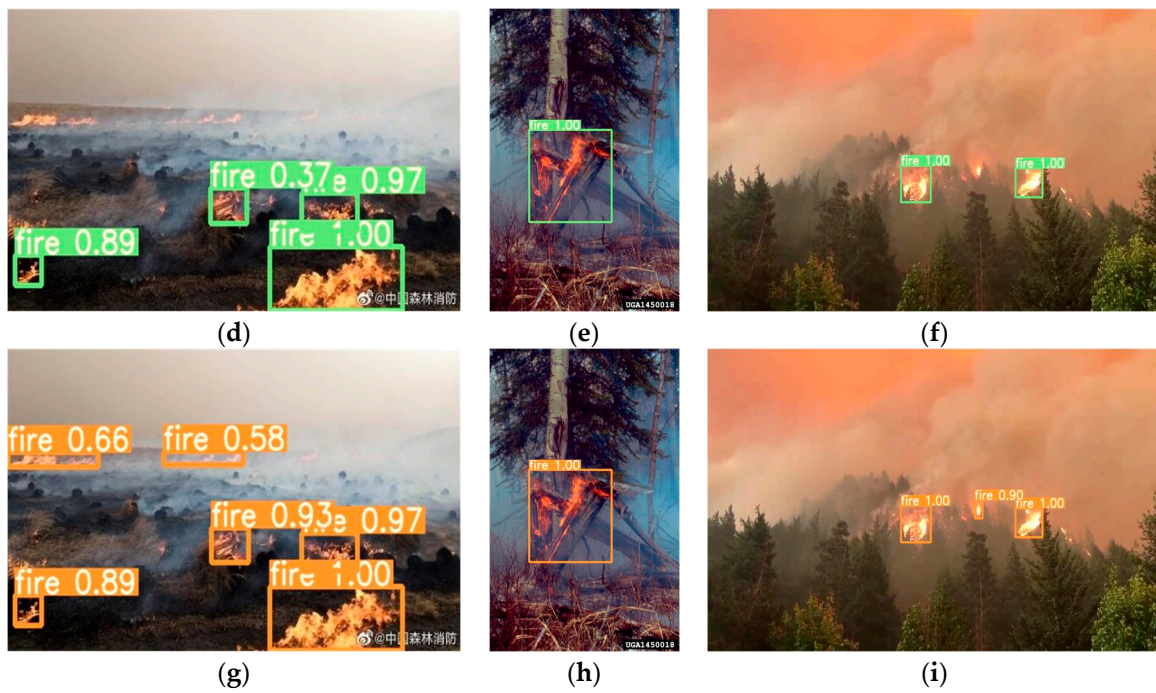 fire 0.37
fire 0.97
fire 0.89
fire 1.00
@中国森林消防
fire 1.00
UGA1450018
fire 1.00
fire 1.00
(d)
(e)
(f)
fire 0.66
fire 0.58
fire 0.93
fire 0.97
fire 0.89
fire 1.00
@中国森林消防
fire 1.00
UGA1450018
fire 1.00
fire 0.90
fire 1.00
(g)
(h)
(i)